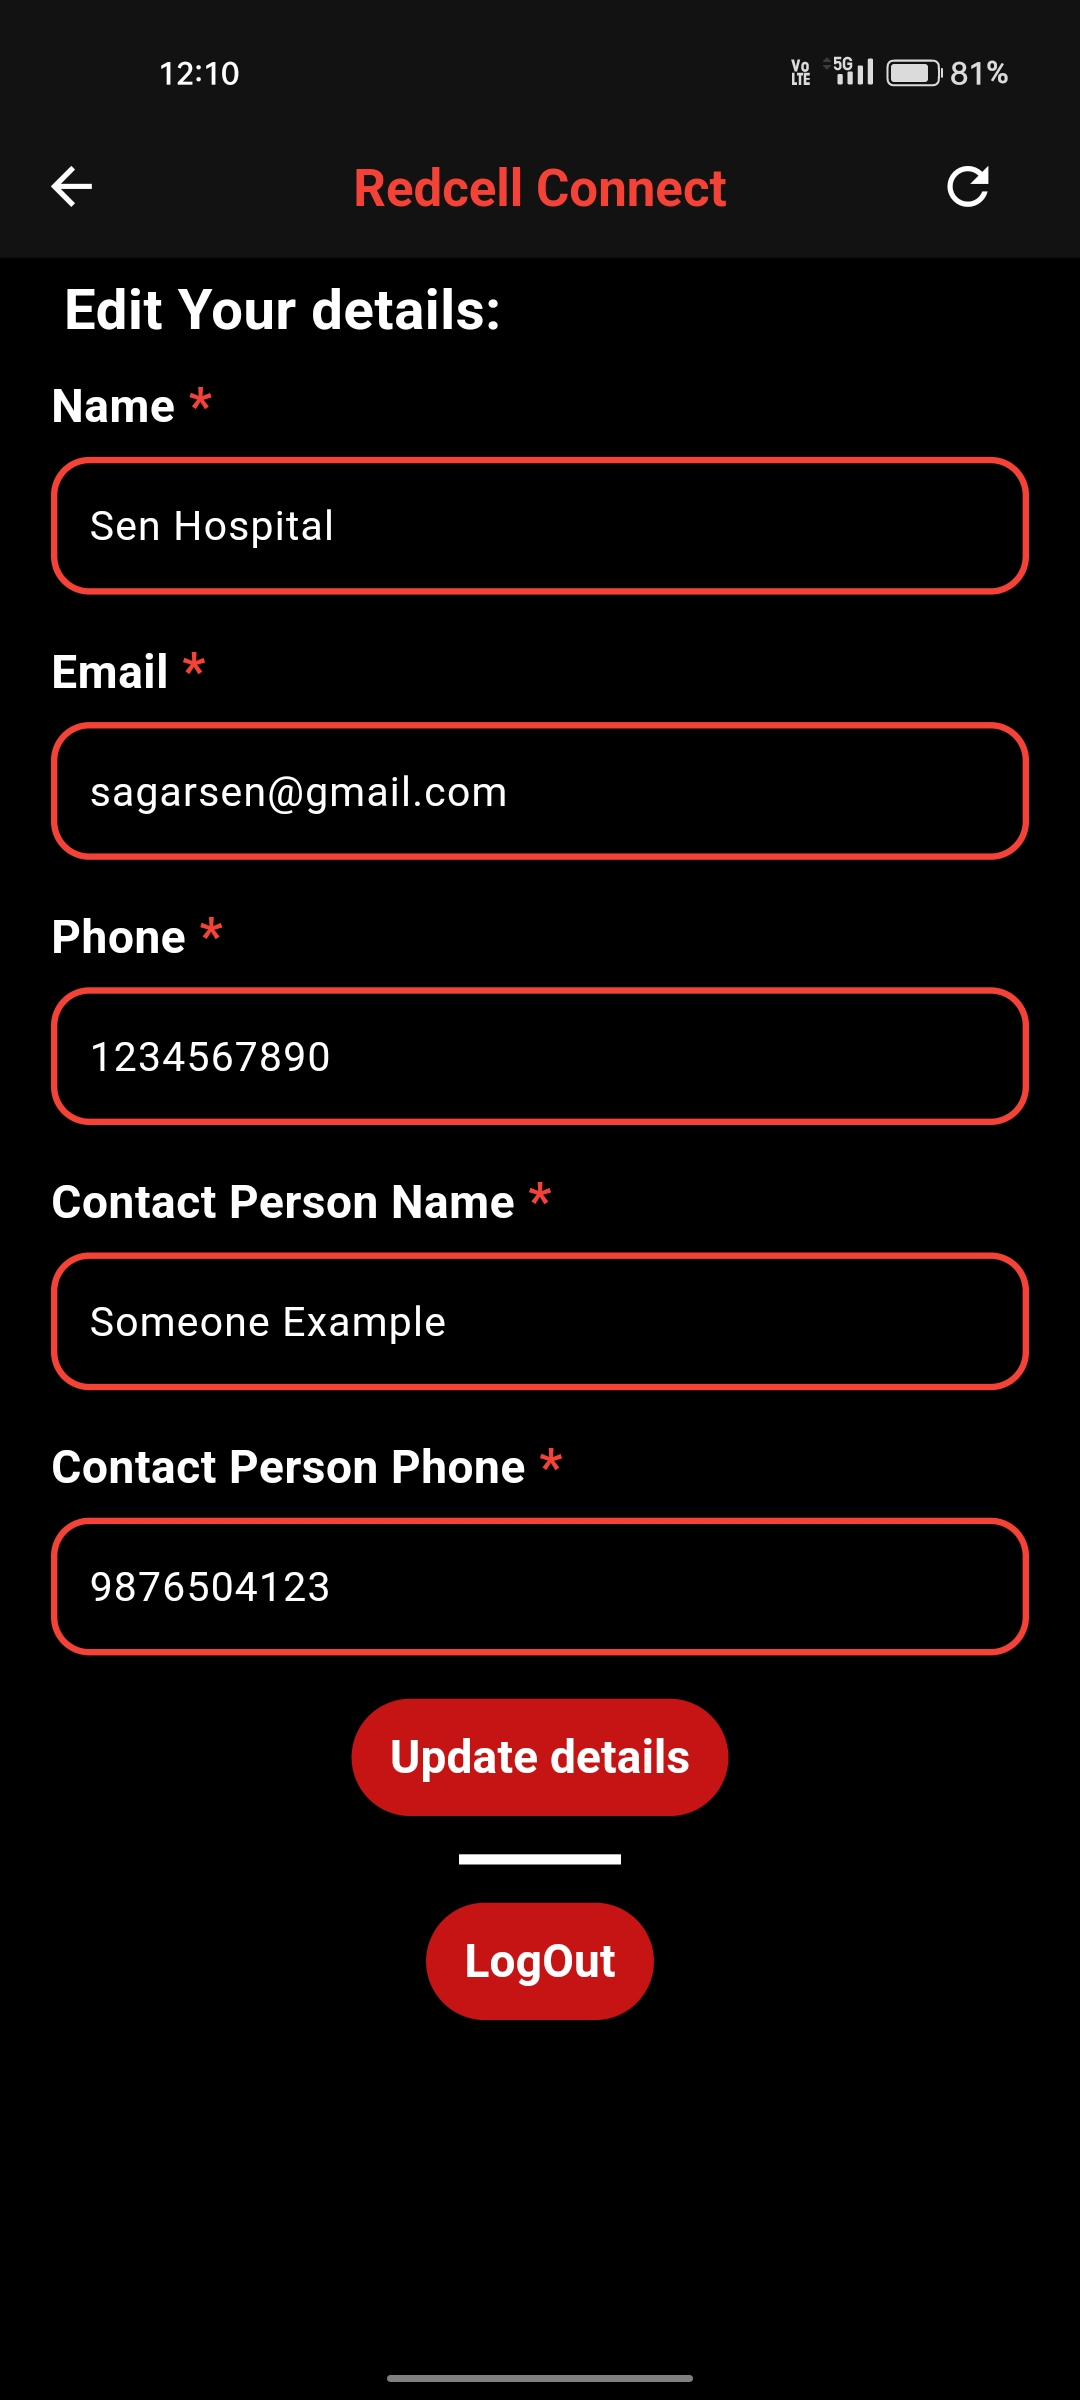 12:10
Vo LTE 5G 81%
Redcell Connect
Edit Your details:
Name *
Sen Hospital
Email *
sagarsen@gmail.com
Phone *
1234567890
Contact Person Name *
Someone Example
Contact Person Phone *
9876504123
Update details
LogOut